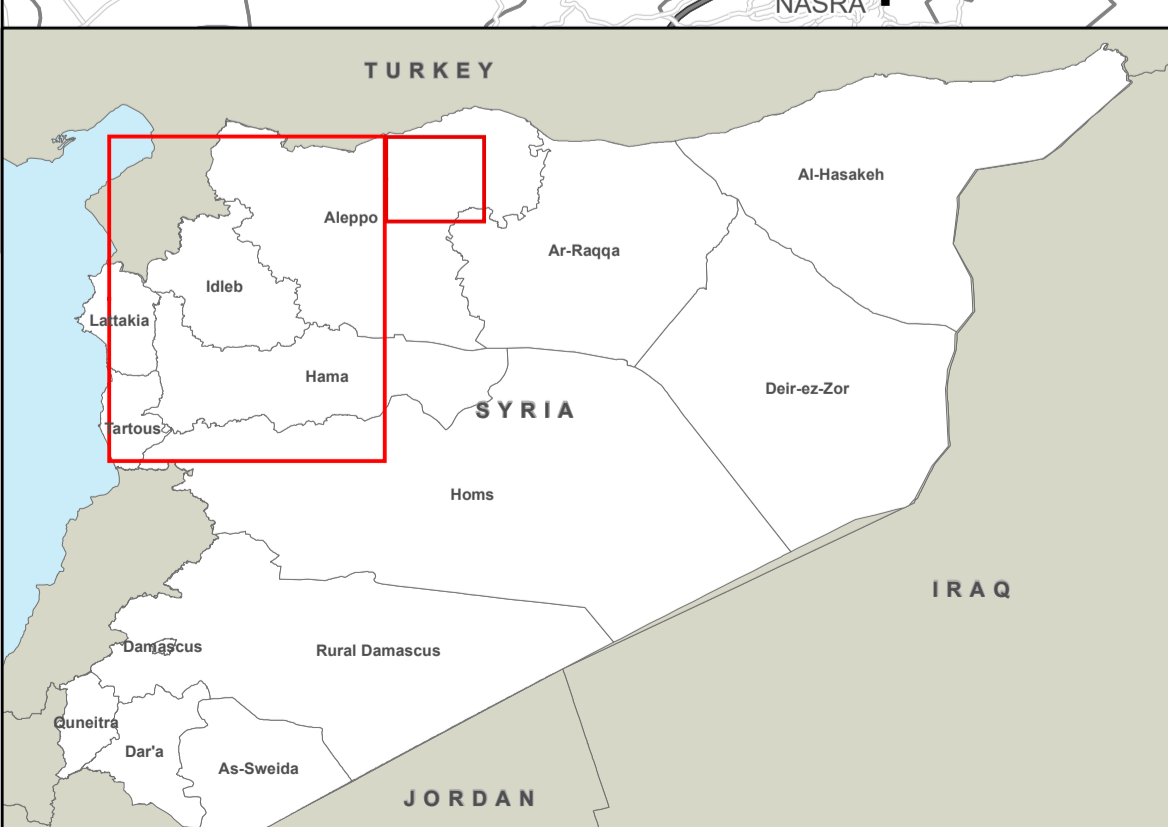 NASRA
TURKEY
Al-Hasakeh
Aleppo
Ar-Raqqa
Idleb
Lattakia
Hama
Deir-ez-Zor
SYRIA
Tartous
Homs
IRAQ
Damascus
Rural Damascus
Quneitra
Dar'a
As-Sweida
JORDAN